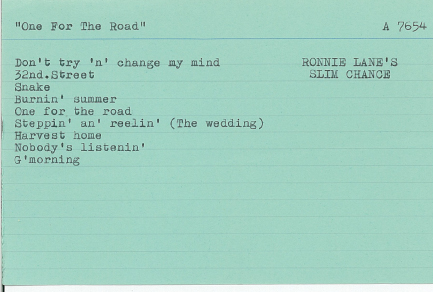 "One For The Road" A 7654
Don't try 'n' change my mind RONNIE LANE'S
32nd.Street SLIM CHANCE
Snake
Burnin' summer
One for the road
Steppin' an' reelin' (The wedding)
Harvest home
Nobody's listenin'
G'morning